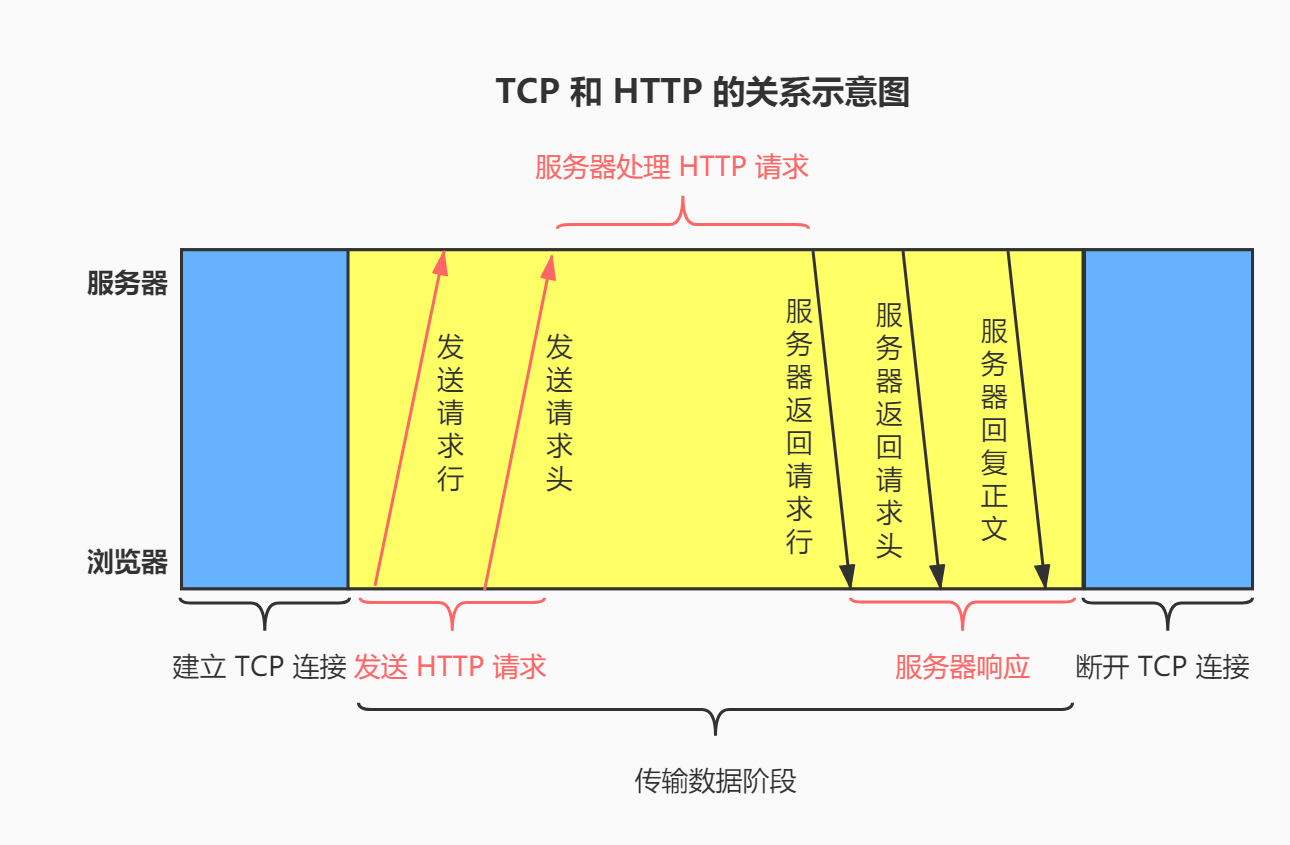 TCP 和 HTTP 的关系示意图
服务器处理 HTTP 请求
服务器
浏览器
发送请求行
发送请求头
服务器返回请求行
服务器返回请求头
服务器回复正文
建立 TCP 连接
发送 HTTP 请求
服务器响应
断开 TCP 连接
传输数据阶段